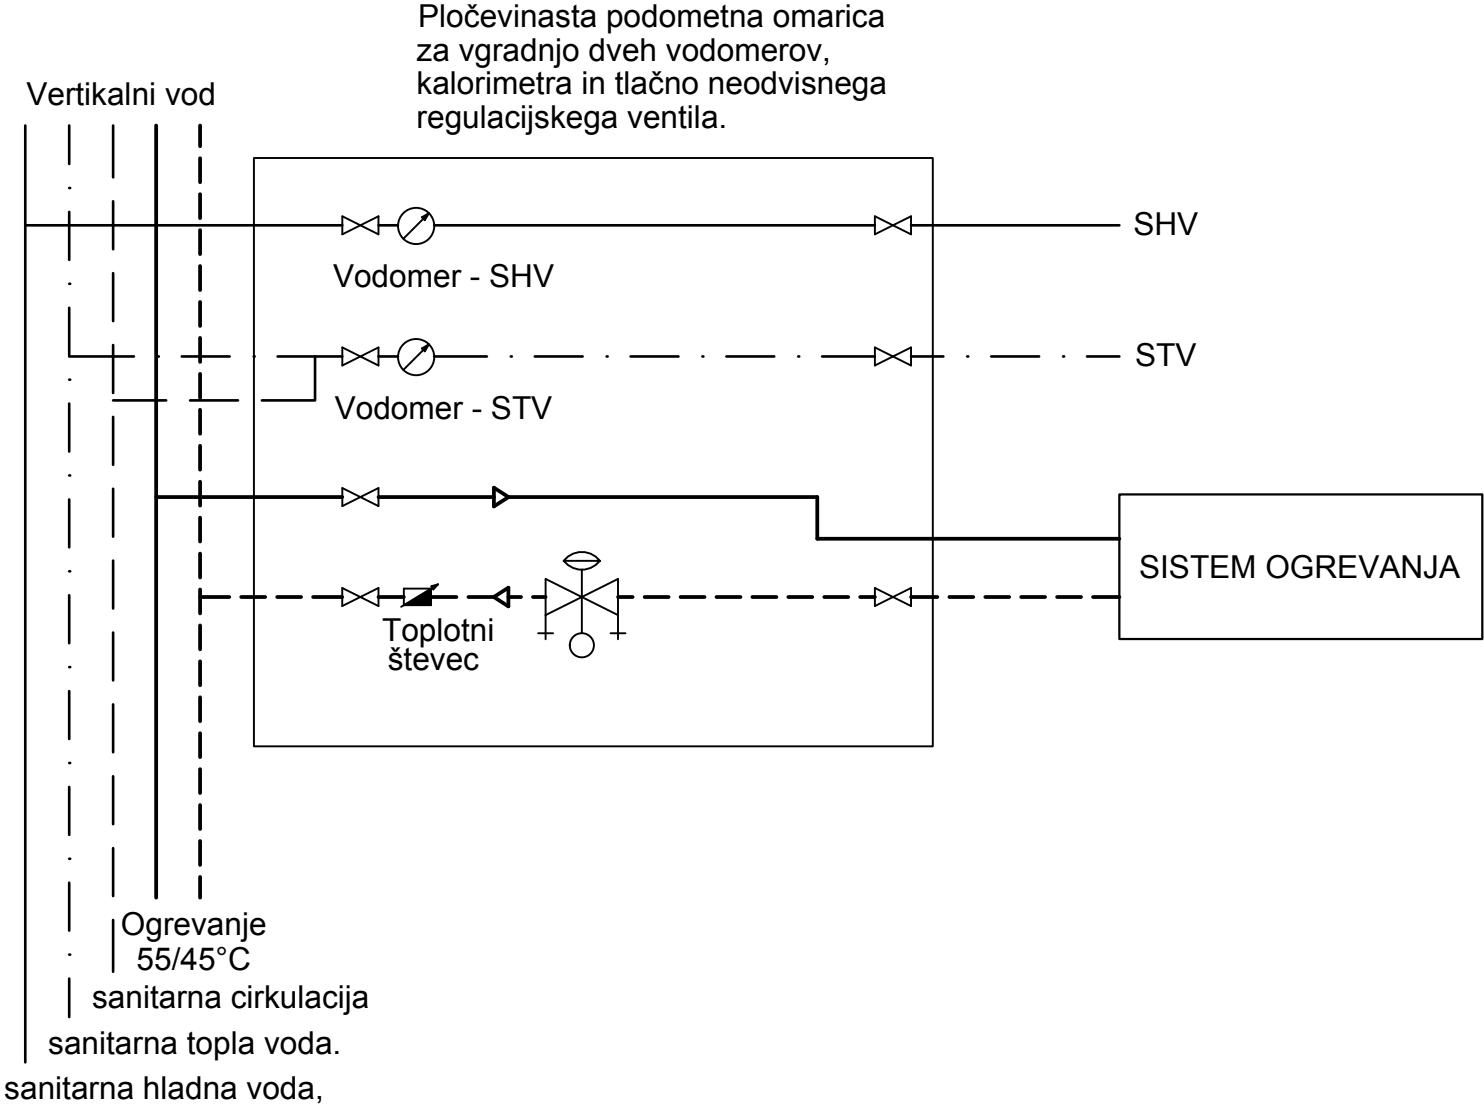 Pločevinasta podometna omarica
za vgradnjo dveh vodomerov,
kalorimetra in tlačno neodvisnega
regulacijskega ventila.
Vertikalni vod
SHV
Vodomer - SHV
STV
Vodomer - STV
SISTEM OGREVANJA
Toplotni
števec
Ogrevanje
55/45°C
sanitarna cirkulacija
sanitarna topla voda.
sanitarna hladna voda,